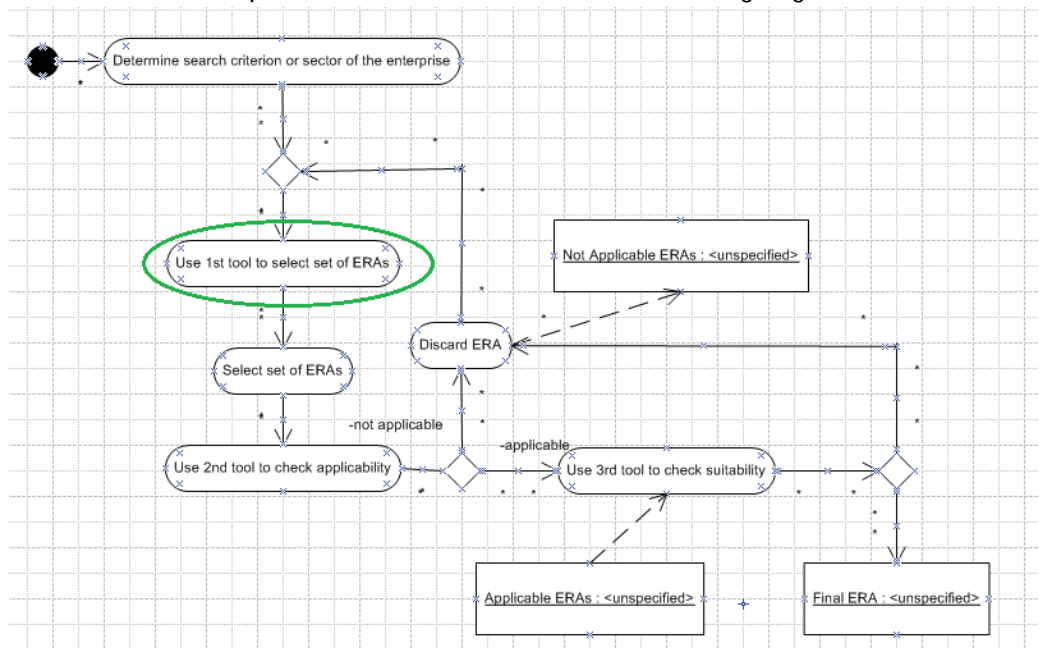 Determine search criterion or sector of the enterprise
Use 1st tool to select set of ERAs
Not Applicable ERAs : <unspecified>
Discard ERA
Select set of ERAs
-not applicable
-applicable
Use 2nd tool to check applicability
Use 3rd tool to check suitability
Applicable ERAs : <unspecified>
Final ERA : <unspecified>